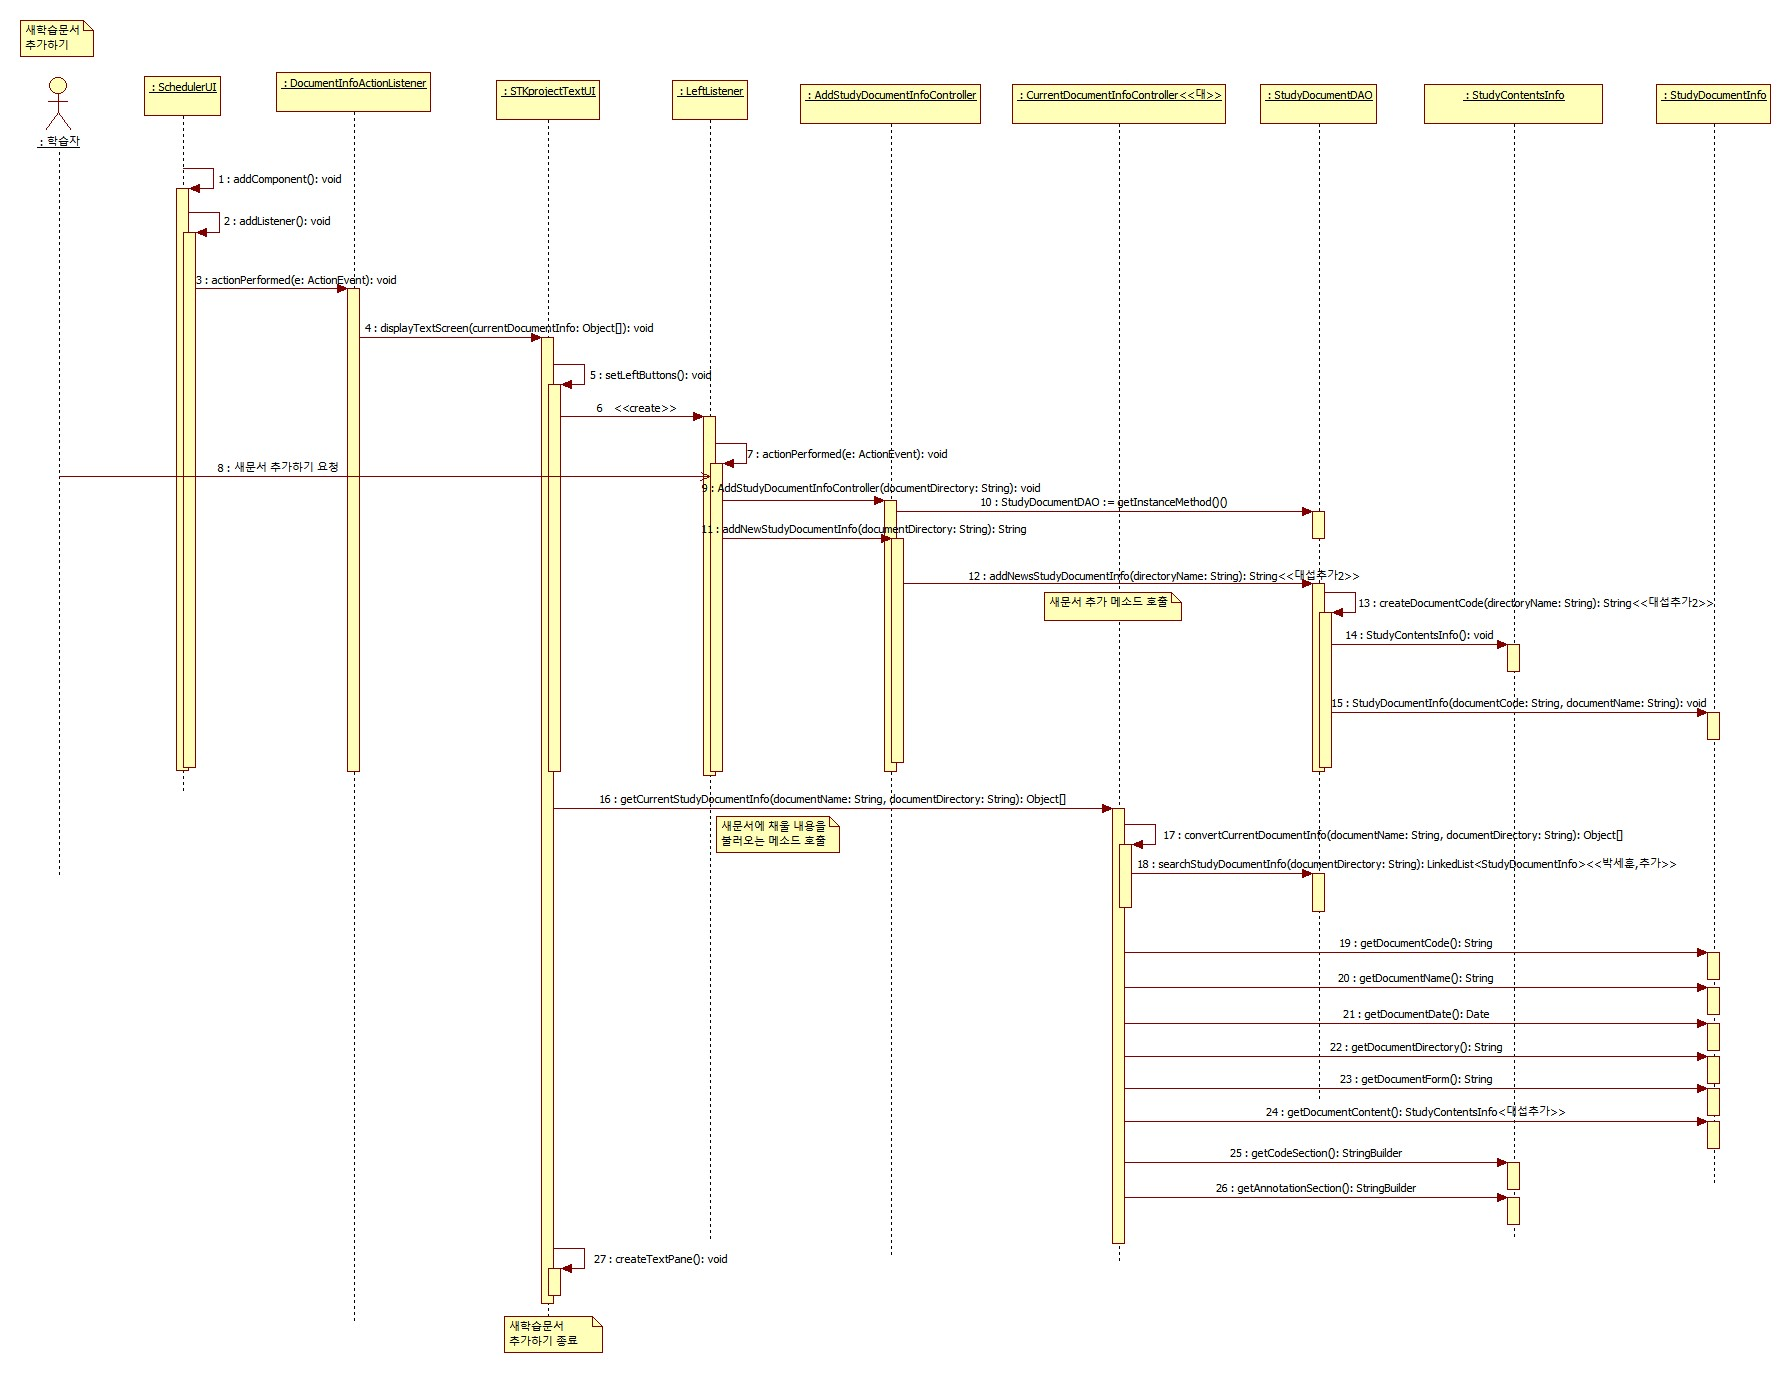 새학습문서
추가하기
: 학습자
: SchedulerUI
: DocumentInfoActionListener
: STKprojectTextUI
: LeftListener
: AddStudyDocumentInfoController
: CurrentDocumentInfoController<<대>>
: StudyDocumentDAO
: StudyContentsInfo
: StudyDocumentInfo
1 : addComponent(): void
2 : addListener(): void
3 : actionPerformed(e: ActionEvent): void
4 : displayTextScreen(currentDocumentInfo: Object[]): void
5 : setLeftButtons(): void
6 <<create>>
7 : actionPerformed(e: ActionEvent): void
8 : 새문서 추가하기 요청
9 : AddStudyDocumentInfoController(documentDirectory: String): void
10 : StudyDocumentDAO := getInstanceMethod()()
11 : addNewStudyDocumentInfo(documentDirectory: String): String
12 : addNewsStudyDocumentInfo(directoryName: String): String<<대섭추가2>>
새문서 추가 메소드 호출
13 : createDocumentCode(directoryName: String): String<<대섭추가2>>
14 : StudyContentsInfo(): void
15 : StudyDocumentInfo(documentCode: String, documentName: String): void
16 : getCurrentStudyDocumentInfo(documentName: String, documentDirectory: String): Object[]
새문서에 채울 내용을
불러오는 메소드 호출
17 : convertCurrentDocumentInfo(documentName: String, documentDirectory: String): Object[]
18 : searchStudyDocumentInfo(documentDirectory: String): LinkedList<StudyDocumentInfo><<박세훈,추가>>
19 : getDocumentCode(): String
20 : getDocumentName(): String
21 : getDocumentDate(): Date
22 : getDocumentDirectory(): String
23 : getDocumentForm(): String
24 : getDocumentContent(): StudyContentsInfo<대섭추가>>
25 : getCodeSection(): StringBuilder
26 : getAnnotationSection(): StringBuilder
27 : createTextPane(): void
새학습문서
추가하기 종료